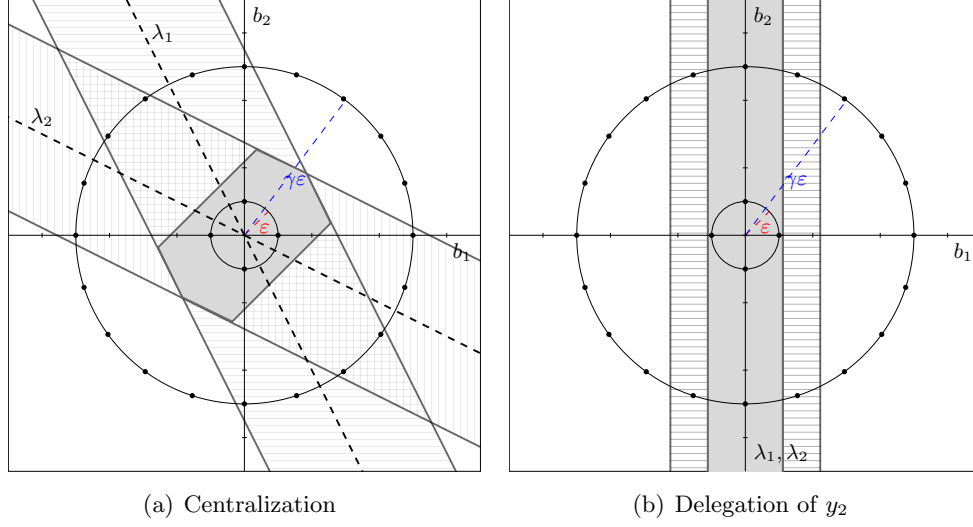 b₂
λ₁
λ₂
γε
ε
b₁
(a) Centralization
b₂
γε
ε
b₁
λ₁, λ₂
(b) Delegation of y₂